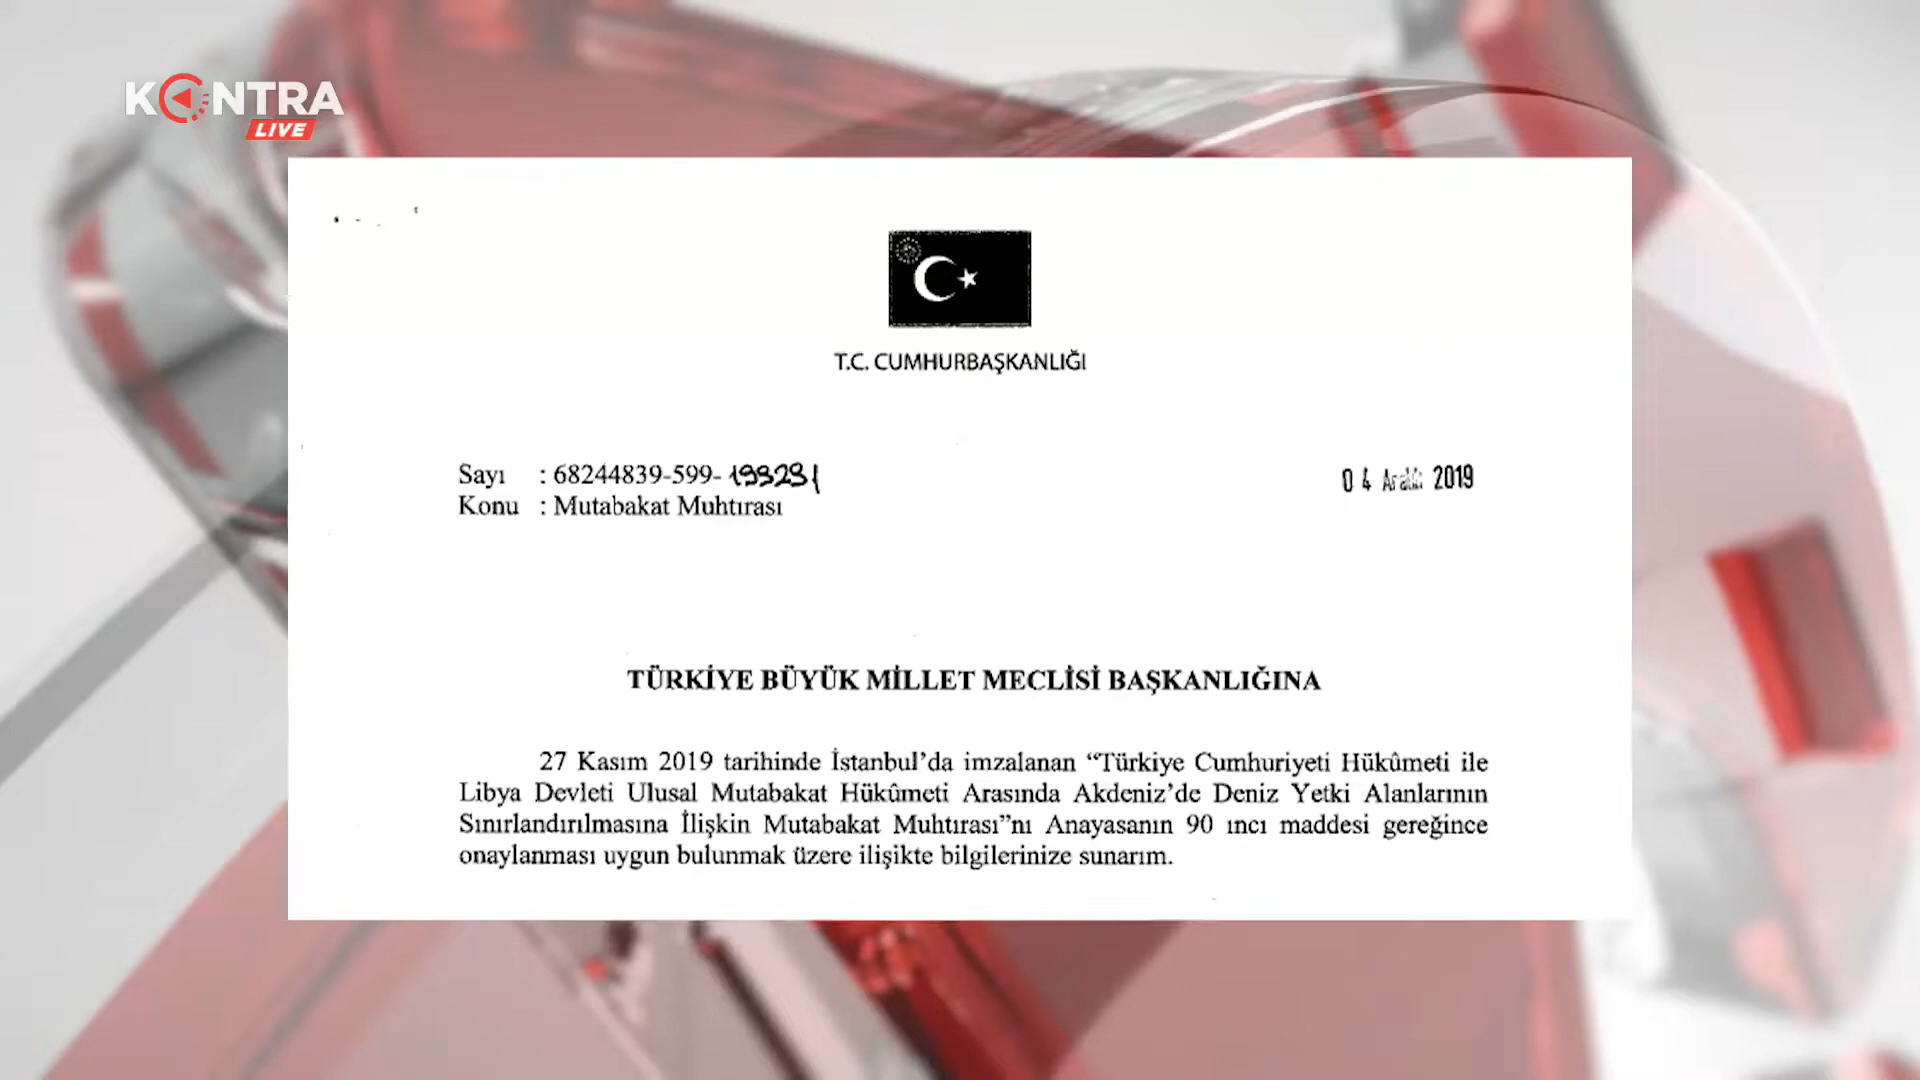 KONTRA
LIVE
T.C. CUMHURBAŞKANLIĞI
Sayı : 68244839-599-193291
04 Aralık 2019
Konu : Mutabakat Muhtırası
TÜRKİYE BÜYÜK MİLLET MECLİSİ BAŞKANLIĞINA
27 Kasım 2019 tarihinde İstanbul’da imzalanan “Türkiye Cumhuriyeti Hükûmeti ile
Libya Devleti Ulusal Mutabakat Hükûmeti Arasında Akdeniz’de Deniz Yetki Alanlarının
Sınırlandırılmasına İlişkin Mutabakat Muhtırası”nı Anayasanın 90 ıncı maddesi gereğince
onaylanması uygun bulunmak üzere ilişikte bilgilerinize sunarım.